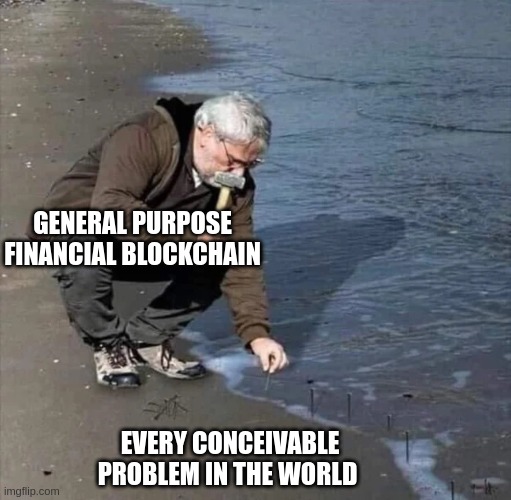 GENERAL PURPOSE
FINANCIAL BLOCKCHAIN
EVERY CONCEIVABLE
PROBLEM IN THE WORLD
imgflip.com